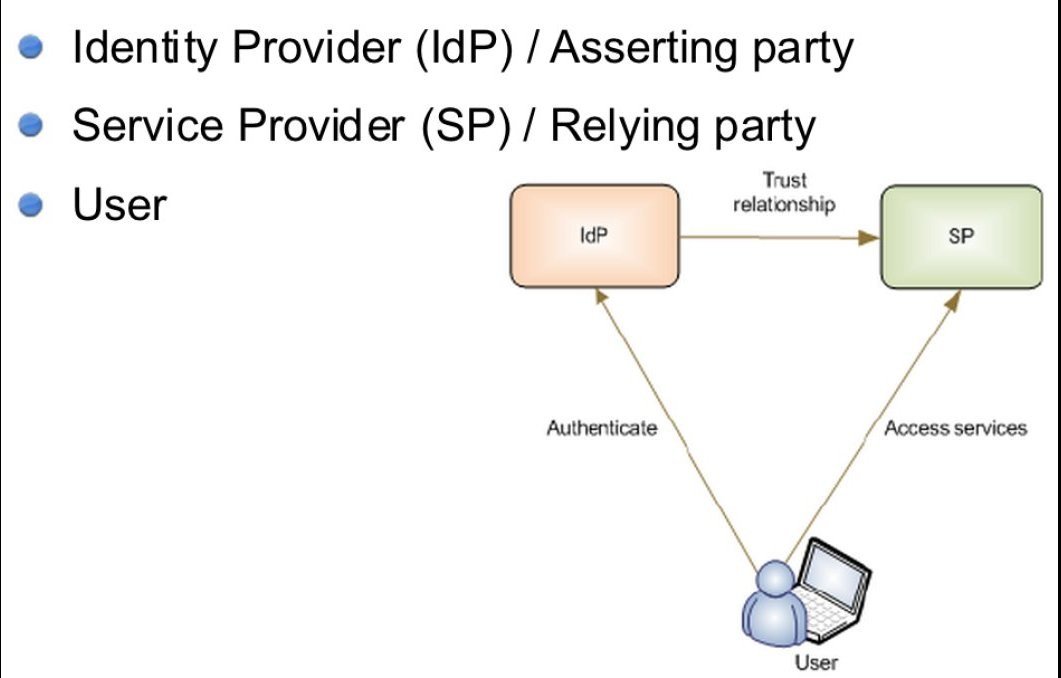 Identity Provider (IdP) / Asserting party
Service Provider (SP) / Relying party
User
Trust
relationship
IdP
SP
Authenticate
Access services
User